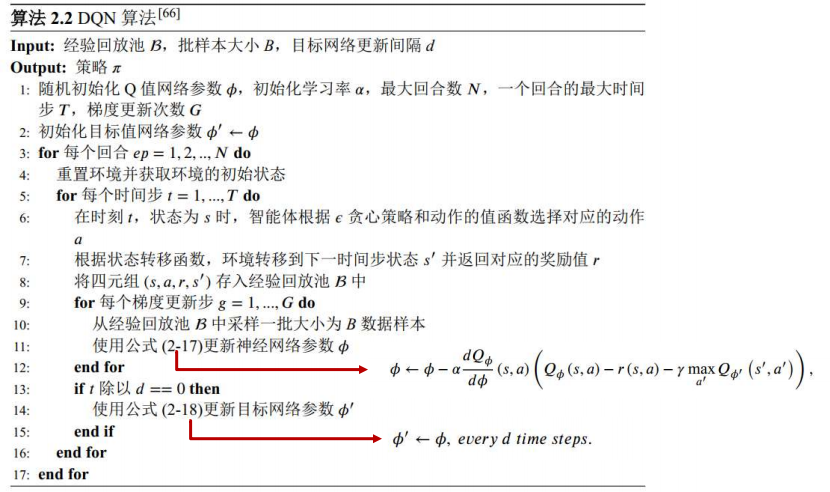 算法 2.2 DQN 算法[66]
Input: 经验回放池 ℬ，批样本大小 B，目标网络更新间隔 d
Output: 策略 π
1: 随机初始化 Q 值网络参数 ϕ，初始化学习率 α，最大回合数 N，一个回合的最大时间
步 T，梯度更新次数 G
2: 初始化目标值网络参数 ϕ′ ← ϕ
3: for 每个回合 ep = 1, 2, .., N do
4: 重置环境并获取环境的初始状态
5: for 每个时间步 t = 1, ..., T do
6: 在时刻 t，状态为 s 时，智能体根据 ϵ 贪心策略和动作的值函数选择对应的动作
a
7: 根据状态转移函数，环境转移到下一时间步状态 s′ 并返回对应的奖励值 r
8: 将四元组 (s, a, r, s′) 存入经验回放池 ℬ 中
9: for 每个梯度更新步 g = 1, ..., G do
10: 从经验回放池 ℬ 中采样一批大小为 B 数据样本
11: 使用公式 (2-17)更新神经网络参数 ϕ
12: end for
ϕ ← ϕ − α dQϕ/dϕ (s, a) (Qϕ (s, a) − r (s, a) − γ max a′ Qϕ′ (s′, a′)) ,
13: if t 除以 d == 0 then
14: 使用公式 (2-18)更新目标网络参数 ϕ′
15: end if
ϕ′ ← ϕ, every d time steps.
16: end for
17: end for